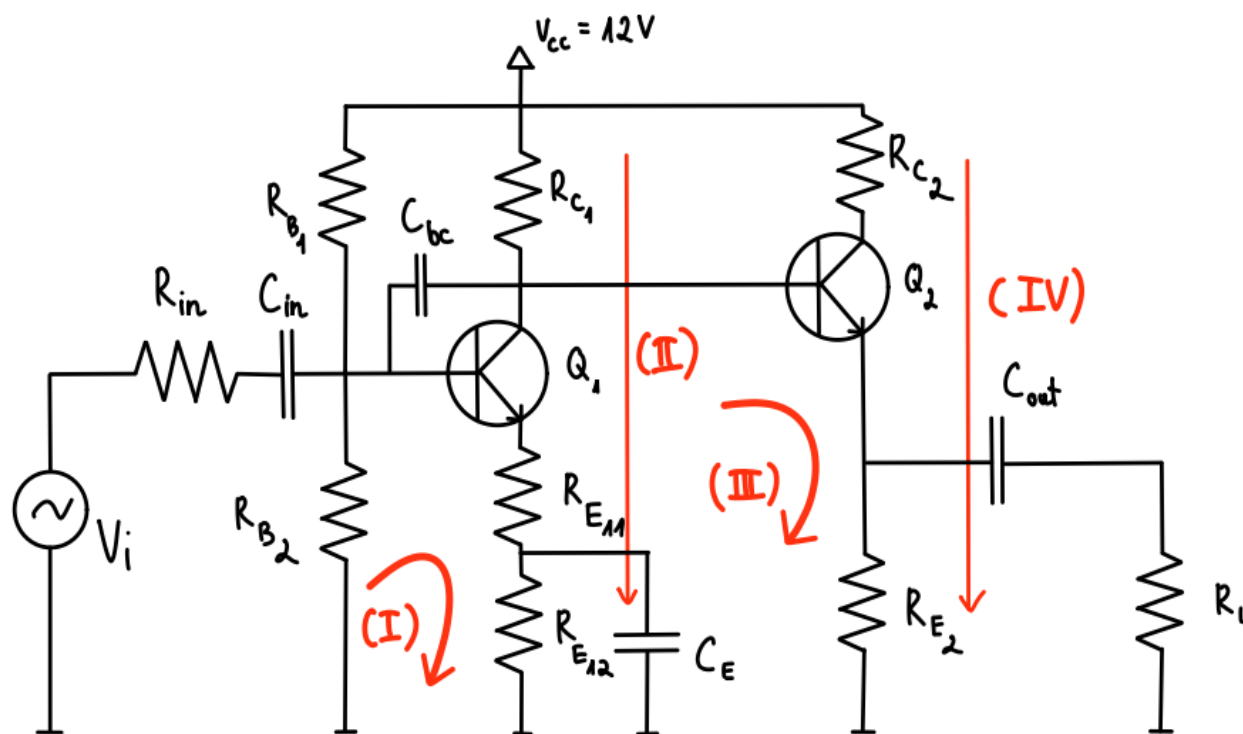 Vcc = 12V
RB1
Cbc
RC1
RC2
Rin
Cin
Q1
Q2
(II)
(IV)
Cout
Vi
RB2
RE11
(III)
(I)
RE12
CE
RE2